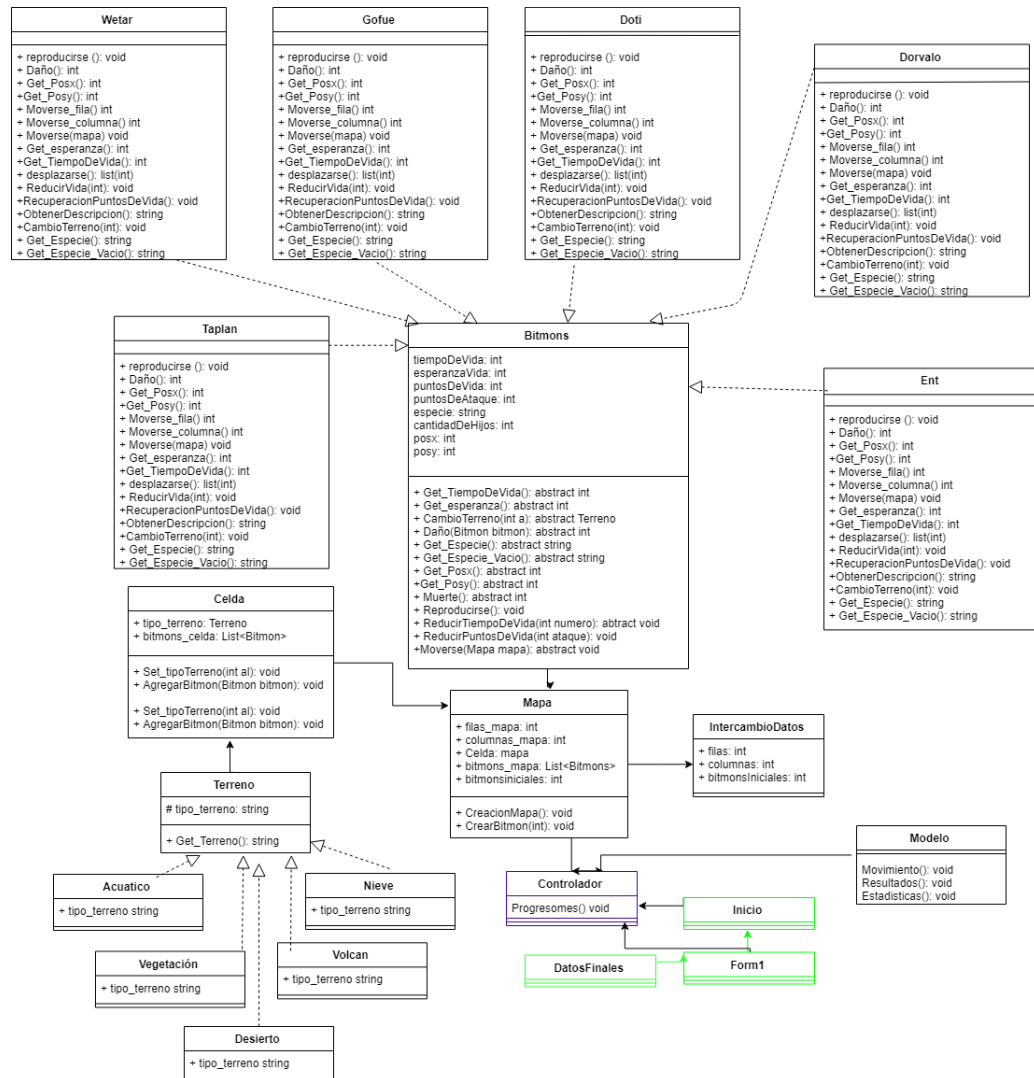 Wetar
+ reproducirse (): void
+ Daño(): int
+ Get_Posx(): int
+Get_Posy(): int
+ Moverse_fila() int
+ Moverse_columna() int
+ Moverse(mapa) void
+ Get_esperanza(): int
+Get_TiempoDeVida(): int
+ desplazarse(): list(int)
+ ReducirVida(int): void
+RecuperacionPuntosDeVida(): void
+ObtenerDescripcion(): string
+CambioTerreno(int): void
+ Get_Especie(): string
+ Get_Especie_Vacio(): string
Gofue
+ reproducirse (): void
+ Daño(): int
+ Get_Posx(): int
+Get_Posy(): int
+ Moverse_fila() int
+ Moverse_columna() int
+ Moverse(mapa) void
+ Get_esperanza(): int
+Get_TiempoDeVida(): int
+ desplazarse(): list(int)
+ ReducirVida(int): void
+RecuperacionPuntosDeVida(): void
+ObtenerDescripcion(): string
+CambioTerreno(int): void
+ Get_Especie(): string
+ Get_Especie_Vacio(): string
Doti
+ reproducirse (): void
+ Daño(): int
+ Get_Posx(): int
+Get_Posy(): int
+ Moverse_fila() int
+ Moverse_columna() int
+ Moverse(mapa) void
+ Get_esperanza(): int
+Get_TiempoDeVida(): int
+ desplazarse(): list(int)
+ ReducirVida(int): void
+RecuperacionPuntosDeVida(): void
+ObtenerDescripcion(): string
+CambioTerreno(int): void
+ Get_Especie(): string
+ Get_Especie_Vacio(): string
Dorvalo
+ reproducirse (): void
+ Daño(): int
+ Get_Posx(): int
+Get_Posy(): int
+ Moverse_fila() int
+ Moverse_columna() int
+ Moverse(mapa) void
+ Get_esperanza(): int
+Get_TiempoDeVida(): int
+ desplazarse(): list(int)
+ ReducirVida(int): void
+RecuperacionPuntosDeVida(): void
+ObtenerDescripcion(): string
+CambioTerreno(int): void
+ Get_Especie(): string
+ Get_Especie_Vacio(): string
Taplan
+ reproducirse (): void
+ Daño(): int
+ Get_Posx(): int
+Get_Posy(): int
+ Moverse_fila() int
+ Moverse_columna() int
+ Moverse(mapa) void
+ Get_esperanza(): int
+Get_TiempoDeVida(): int
+ desplazarse(): list(int)
+ ReducirVida(int): void
+RecuperacionPuntosDeVida(): void
+ObtenerDescripcion(): string
+CambioTerreno(int): void
+ Get_Especie(): string
+ Get_Especie_Vacio(): string
Bitmons
tiempoDeVida: int
esperanzaVida: int
puntosDeVida: int
puntosDeAtaque: int
especie: string
cantidadDeHijos: int
posx: int
posy: int
+ Get_TiempoDeVida(): abstract int
+ Get_esperanza(): abstract int
+ CambioTerreno(int a): abstract Terreno
+ Daño(Bitmon bitmon): abstract int
+ Get_Especie(): abstract string
+ Get_Especie_Vacio(): abstract string
+ Get_Posx(): abstract int
+Get_Posy(): abstract int
+ Muerte(): abstract int
+ Reproducirse(): void
+ ReducirTiempoDeVida(int numero): abtract void
+ ReducirPuntosDeVida(int ataque): void
+Moverse(Mapa mapa): abstract void
Ent
+ reproducirse (): void
+ Daño(): int
+ Get_Posx(): int
+Get_Posy(): int
+ Moverse_fila() int
+ Moverse_columna() int
+ Moverse(mapa) void
+ Get_esperanza(): int
+Get_TiempoDeVida(): int
+ desplazarse(): list(int)
+ ReducirVida(int): void
+RecuperacionPuntosDeVida(): void
+ObtenerDescripcion(): string
+CambioTerreno(int): void
+ Get_Especie(): string
+ Get_Especie_Vacio(): string
Celda
+ tipo_terreno: Terreno
+ bitmons_celda: List<Bitmon>
+ Set_tipoTerreno(int al): void
+ AgregarBitmon(Bitmon bitmon): void
+ Set_tipoTerreno(int al): void
+ AgregarBitmon(Bitmon bitmon): void
Mapa
+ filas_mapa: int
+ columnas_mapa: int
+ Celda: mapa
+ bitmons_mapa: List<Bitmons>
+ bitmonsiniciales: int
+ CreacionMapa(): void
+ CrearBitmon(int): void
IntercambioDatos
+ filas: int
+ columnas: int
+ bitmonsIniciales: int
Terreno
# tipo_terreno: string
+ Get_Terreno(): string
Modelo
Movimiento(): void
Resultados(): void
Estadisticas(): void
Acuatico
+ tipo_terreno string
Nieve
+ tipo_terreno string
Controlador
Progresomes() void
Inicio
Vegetación
+ tipo_terreno string
Volcan
+ tipo_terreno string
DatosFinales
Form1
Desierto
+ tipo_terreno string